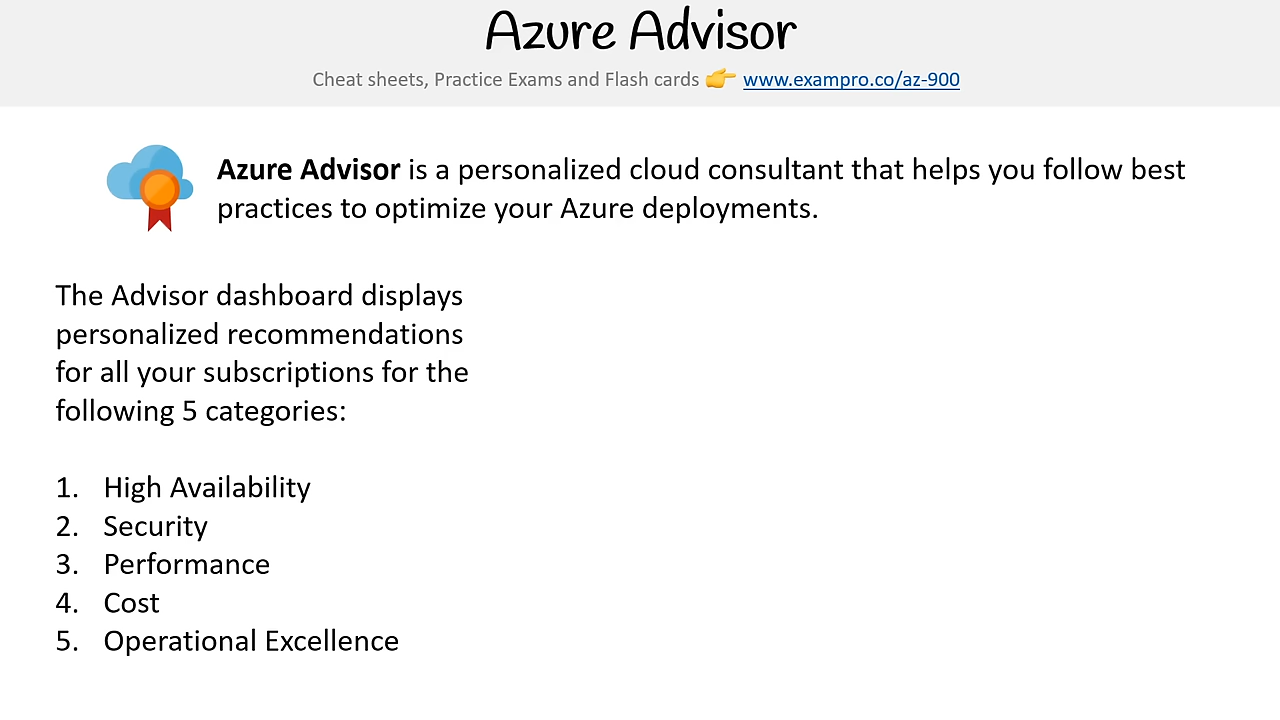 Azure Advisor
Cheat sheets, Practice Exams and Flash cards 👉 www.exampro.co/az-900
Azure Advisor is a personalized cloud consultant that helps you follow best
practices to optimize your Azure deployments.
The Advisor dashboard displays
personalized recommendations
for all your subscriptions for the
following 5 categories:
1. High Availability
2. Security
3. Performance
4. Cost
5. Operational Excellence